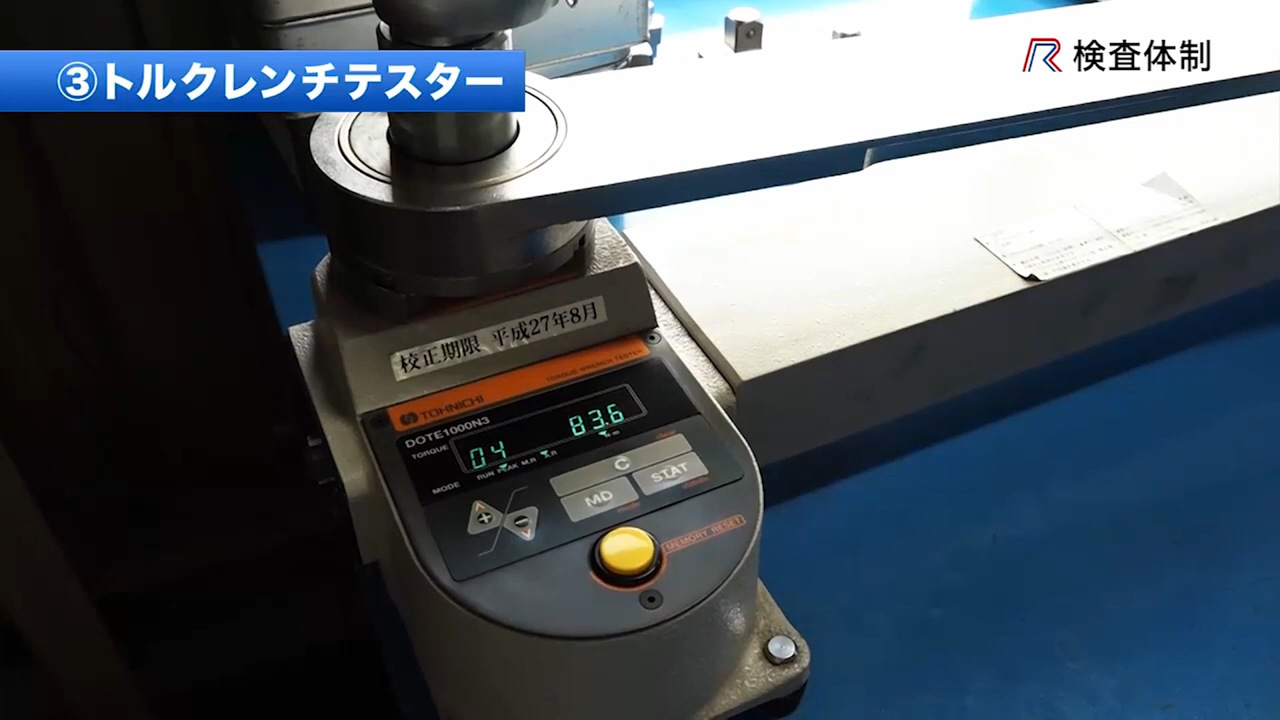 ③トルクレンチテスター
検査体制
校正期限 平成27年8月
TORQUE WRENCH TESTER
TOHNICHI
DOTE1000N3
TORQUE
04 83.6
RUN PEAK M.R
MODE
C
MD STAT
MEMORY RESET